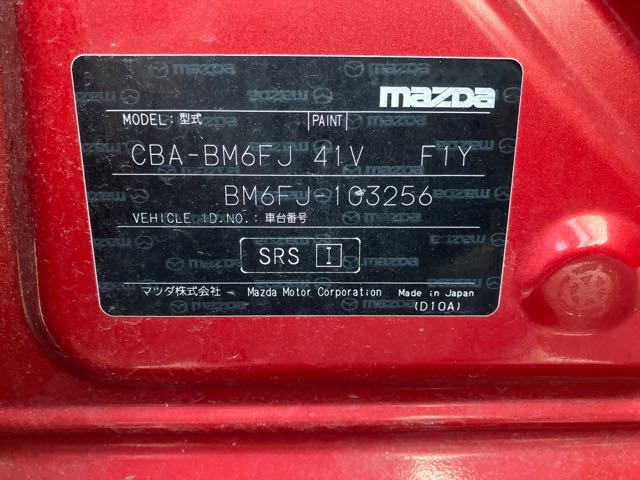 mazda
MODEL: 型式 PAINT
CBA-BM6FJ 41V F1Y
BM6FJ-103256
VEHICLE I.D.NO.: 車台番号
SRS I
マツダ株式会社 Mazda Motor Corporation Made in Japan
(D10A)